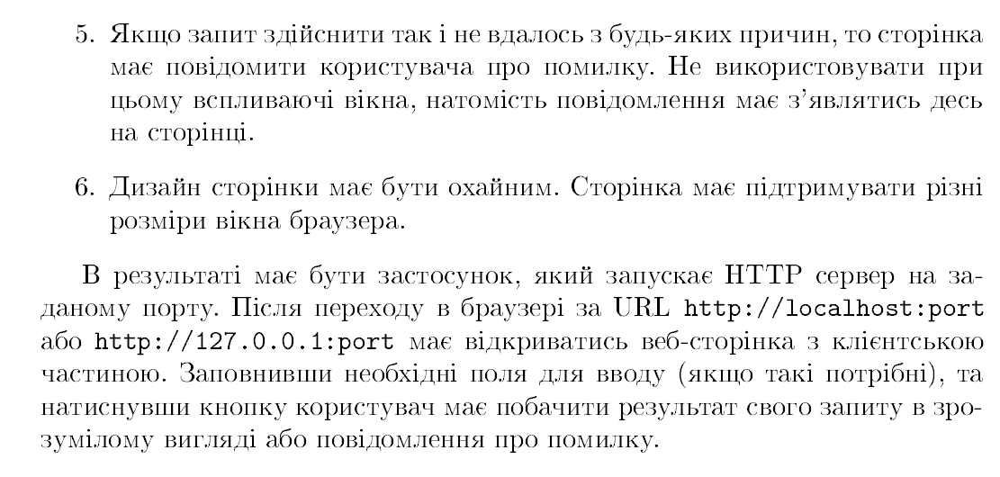 5. Якщо запит здійснити так і не вдалось з будь-яких причин, то сторінка
має повідомити користувача про помилку. Не використовувати при
цьому вспливаючі вікна, натомість повідомлення має з'являтись десь
на сторінці.
6. Дизайн сторінки має бути охайним. Сторінка має підтримувати різні
розміри вікна браузера.
В результаті має бути застосунок, який запускає HTTP сервер на за-
даному порту. Після переходу в браузері за URL http://localhost:port
або http://127.0.0.1:port має відкриватись веб-сторінка з клієнтською
частиною. Заповнивши необхідні поля для вводу (якщо такі потрібні), та
натиснувши кнопку користувач має побачити результат свого запиту в зро-
зумілому вигляді або повідомлення про помилку.